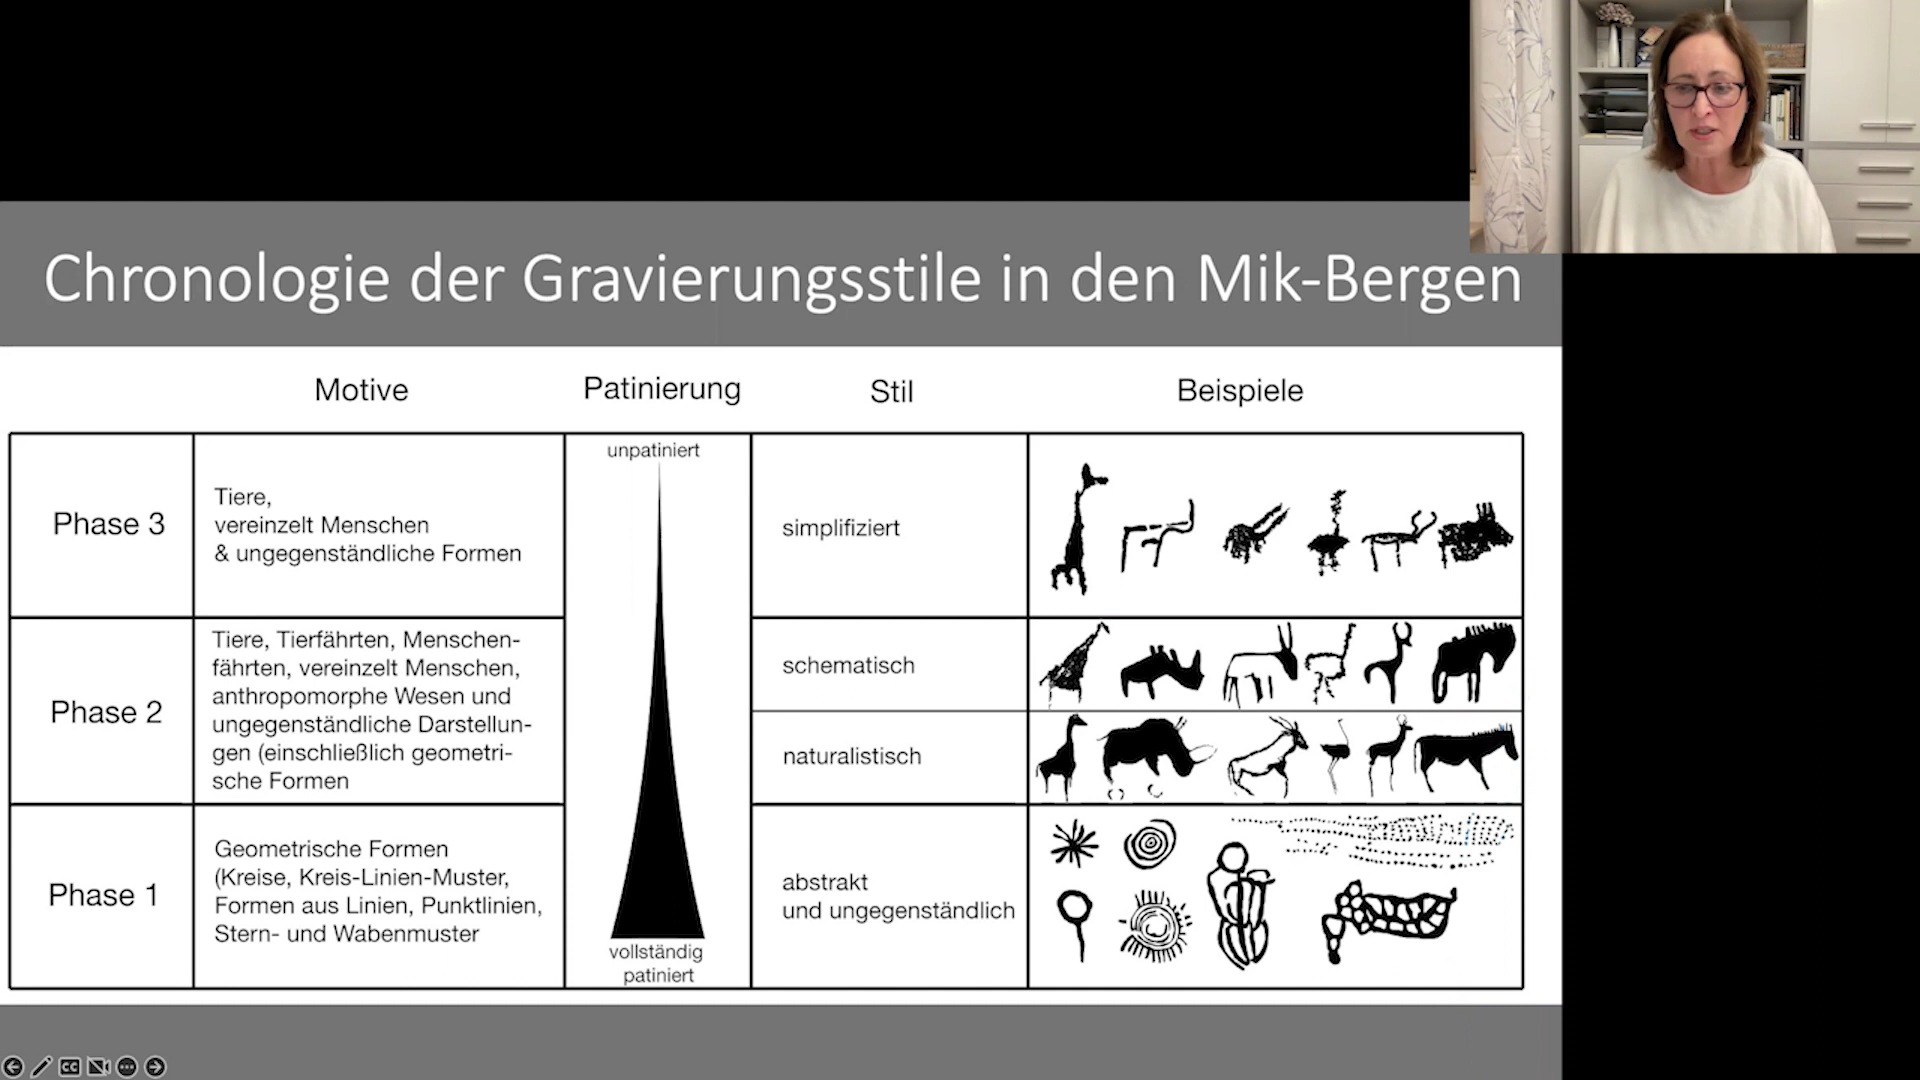 Chronologie der Gravierungsstile in den Mik-Bergen
Motive
Patinierung
Stil
Beispiele
Phase 3
Tiere,
vereinzelt Menschen
& ungegenständliche Formen
unpatiniert
simplifiziert
Phase 2
Tiere, Tierfährten, Menschen-
fährten, vereinzelt Menschen,
anthropomorphe Wesen und
ungegenständliche Darstellun-
gen (einschließlich geometri-
sche Formen
schematisch
naturalistisch
Phase 1
Geometrische Formen
(Kreise, Kreis-Linien-Muster,
Formen aus Linien, Punktlinien,
Stern- und Wabenmuster
vollständig
patiniert
abstrakt
und ungegenständlich
CC